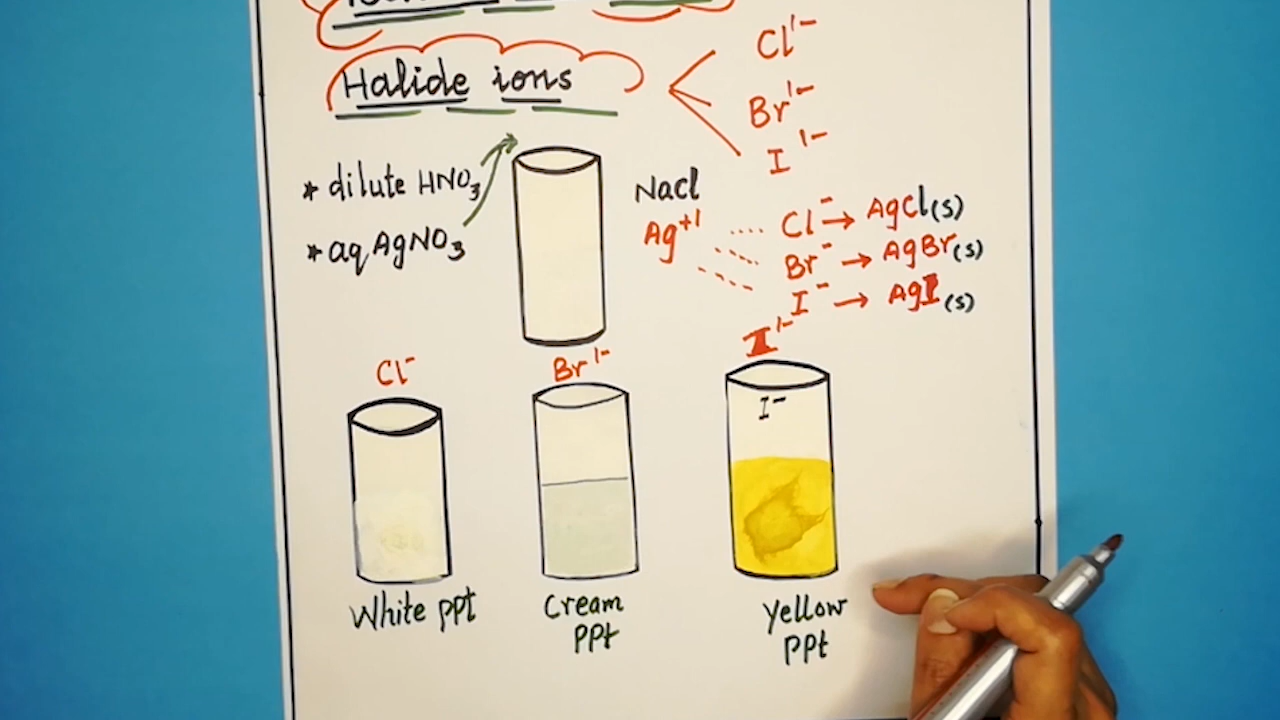 Halide ions
Cl¹⁻
Br¹⁻
I¹⁻
* dilute HNO₃
* aq AgNO₃
Nacl
Ag⁺¹
Cl⁻ → AgCl(s)
Br⁻ → AgBr(s)
I⁻ → AgI(s)
Cl⁻
Br¹⁻
I¹⁻
I⁻
White ppt
Cream
ppt
yellow
ppt